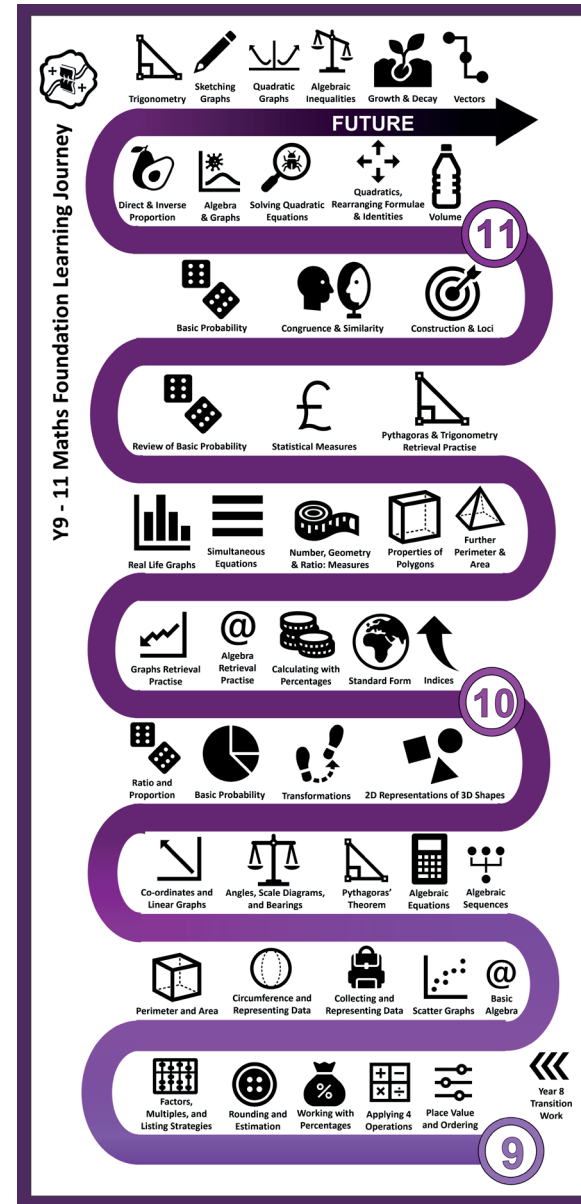 Y9 - 11 Maths Foundation Learning Journey
Trigonometry
Sketching
Graphs
Quadratic
Graphs
Algebraic
Inequalities
Growth & Decay
Vectors
FUTURE
Direct & Inverse
Proportion
Algebra
& Graphs
Solving Quadratic
Equations
Quadratics,
Rearranging Formulae
& Identities
Volume
11
Basic Probability
Congruence & Similarity
Construction & Loci
Review of Basic Probability
£
Statistical Measures
Pythagoras & Trigonometry
Retrieval Practise
Real Life Graphs
Simultaneous
Equations
Number, Geometry
& Ratio: Measures
Properties of
Polygons
Further
Perimeter &
Area
Graphs Retrieval
Practise
@
Algebra
Retrieval
Practise
Calculating with
Percentages
Standard Form
Indices
10
Ratio and
Proportion
Basic Probability
Transformations
2D Representations of 3D Shapes
Co-ordinates and
Linear Graphs
Angles, Scale Diagrams,
and Bearings
Pythagoras'
Theorem
Algebraic
Equations
Algebraic
Sequences
Perimeter and Area
Circumference and
Representing Data
Collecting and
Representing Data
Scatter Graphs
@
Basic
Algebra
Factors,
Multiples, and
Listing Strategies
Rounding and
Estimation
%
Working with
Percentages
+ -
× ÷
Applying 4
Operations
Place Value
and Ordering
Year 8
Transition
Work
9